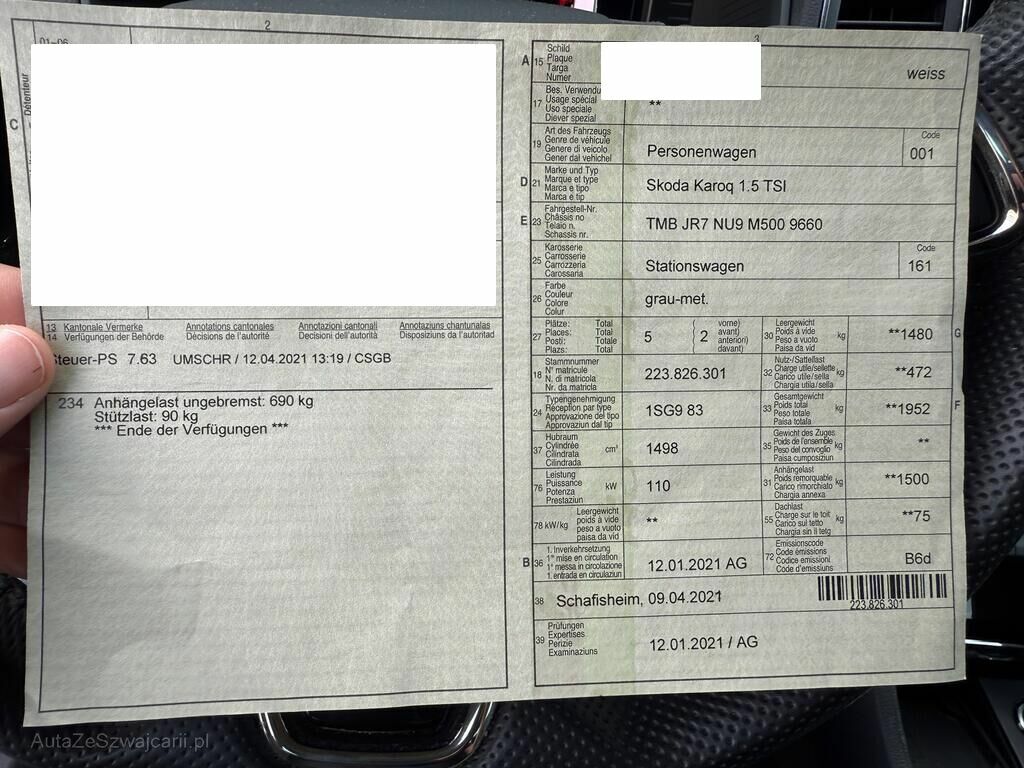 2
01-06
Détenteur
C
13 Kantonale Vermerke Annotations cantonales Annotazioni cantonali Annotaziuns chantunalas
14 Verfügungen der Behörde Décisions de l'autorité Decisioni dell'autorità Disposiziuns da l'autoritad
Steuer-PS 7.63 UMSCHR / 12.04.2021 13:19 / CSGB
234 Anhängelast ungebremst: 690 kg
Stützlast: 90 kg
*** Ende der Verfügungen ***
3
A 15 Schild
Plaque
Targa
Numer
weiss
17 Bes. Verwendu
Usage spécial
Uso speciale
Diever spezial
**
19 Art des Fahrzeugs
Genre de véhicule
Genere di veicolo
Gener dal vehichel
Personenwagen
Code
001
D 21 Marke und Typ
Marque et type
Marca e tipo
Marca e tip
Skoda Karoq 1.5 TSI
E 23 Fahrgestell-Nr.
Châssis no
Telaio n.
Schassis nr.
TMB JR7 NU9 M500 9660
25 Karosserie
Carrosserie
Carrozzeria
Carossaria
Stationswagen
Code
161
26 Farbe
Couleur
Colore
Colur
grau-met.
27 Plätze: Total
Places: Total
Posti: Totale
Plazs: Total
5
( vorne)
2 avant)
( anteriori)
davant)
30 Leergewicht
Poids à vide kg
Peso a vuoto
Paisa da vid
**1480
G
18 Stammnummer
N° matricule
N. di matricola
Nr. da matricla
223.826.301
32 Nutz-/Sattellast
Charge utile/sellette kg
Carico utile/sella
Chargia utila/sella
**472
24 Typengenehmigung
Réception par type
Approvazione del tipo
Approvaziun dal tip
1SG9 83
33 Gesamtgewicht
Poids total kg
Peso totale
Paisa totala
**1952
F
37 Hubraum
Cylindrée cm³
Cilindrata
Cilindrada
1498
35 Gewicht des Zuges
Poids de l'ensemble kg
Peso del convoglio
Paisa cumposiziun
**
76 Leistung
Puissance kW
Potenza
Prestaziun
110
31 Anhängelast
Poids remorquable kg
Carico rimorchiato
Chargia annexa
**1500
78 kW/kg Leergewicht
poids à vide
peso a vuoto
paisa da vid
**
55 Dachlast
Charge sur le toit kg
Carico sul tetto
Chargia sin il tetg
**75
B 36 1. Inverkehrsetzung
1re mise en circulation
1a messa in circolazione
1. entrada en circulaziun
12.01.2021 AG
72 Emissionscode
Code émissions
Codice emissioni
Code d'emissiuns
B6d
38 Schafisheim, 09.04.2021
223.826.301
39 Prüfungen
Expertises
Perizie
Examinaziuns
12.01.2021 / AG
AutaZeSzwajcarii.pl